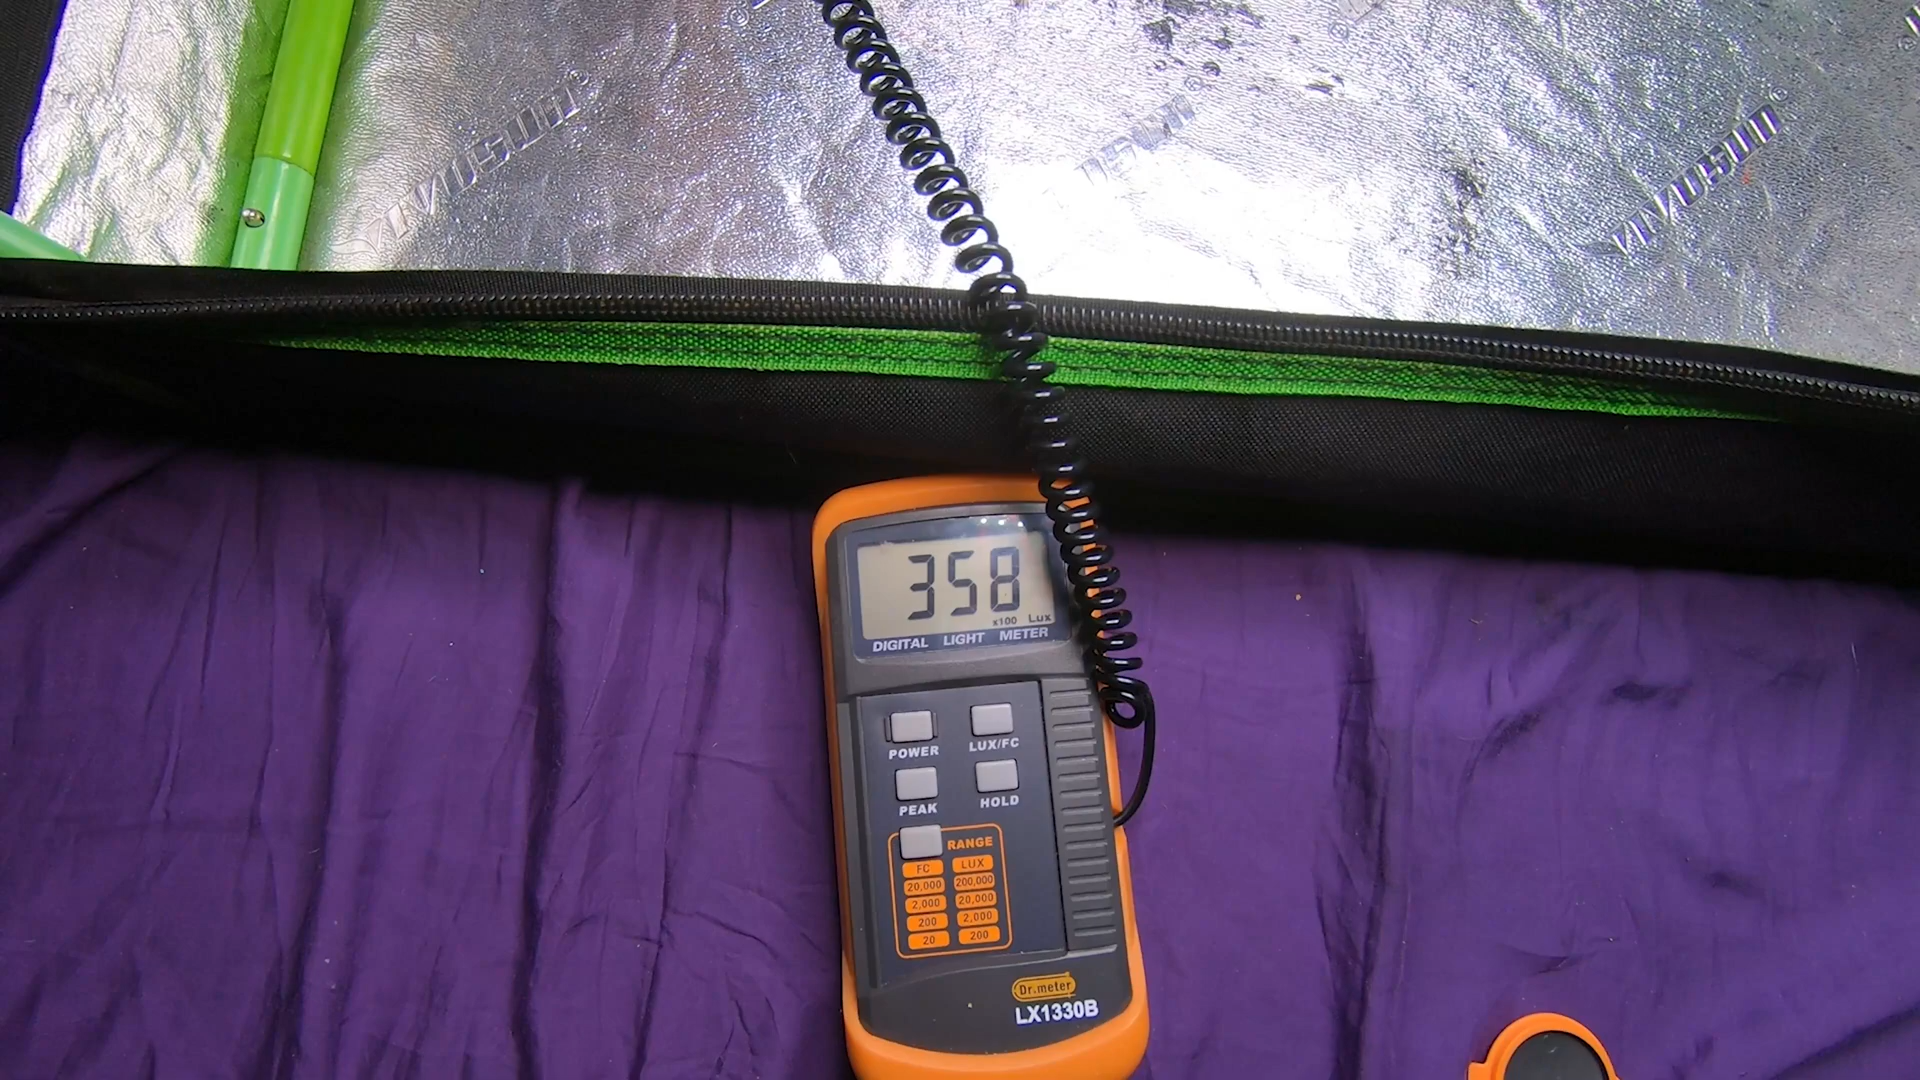 VIVOSUN®
VIVOSUN®
358
x100 Lux
DIGITAL LIGHT METER
POWER LUX/FC
PEAK HOLD
RANGE
FC LUX
20,000 200,000
2,000 20,000
200 2,000
20 200
Dr.meter
LX1330B